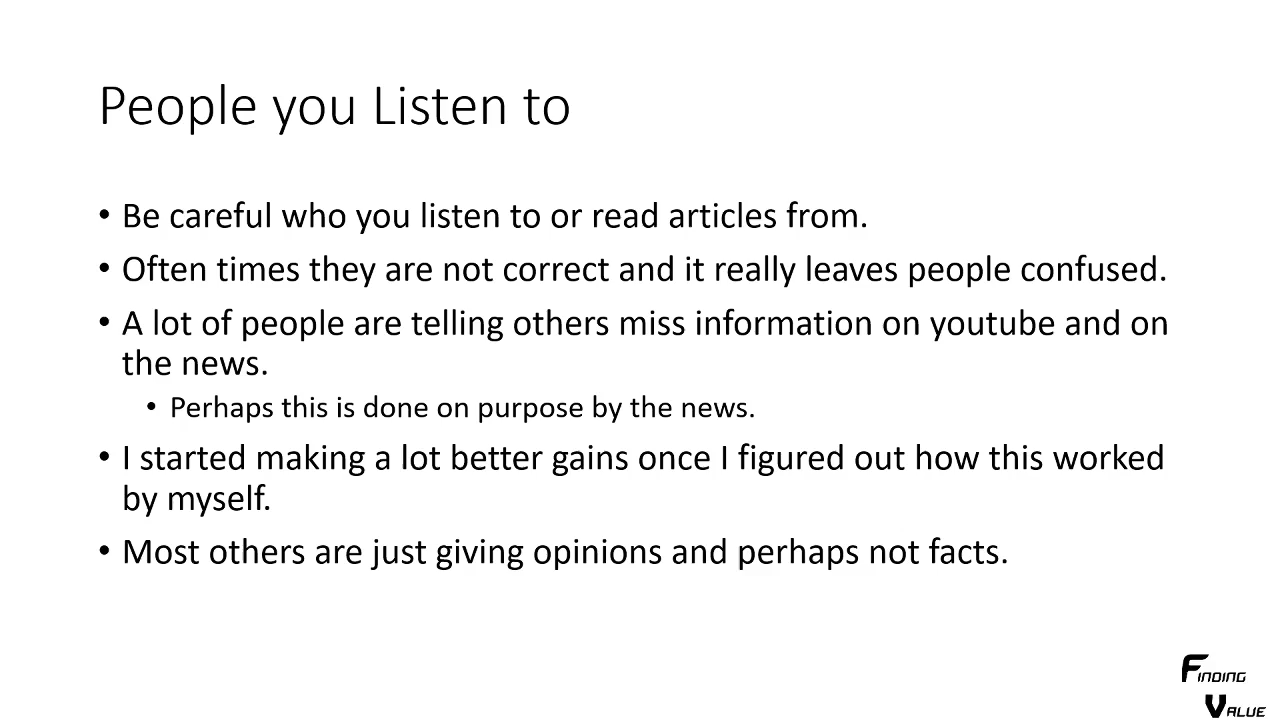 People you Listen to
• Be careful who you listen to or read articles from.
• Often times they are not correct and it really leaves people confused.
• A lot of people are telling others miss information on youtube and on
the news.
• Perhaps this is done on purpose by the news.
• I started making a lot better gains once I figured out how this worked
by myself.
• Most others are just giving opinions and perhaps not facts.
Finding
Value